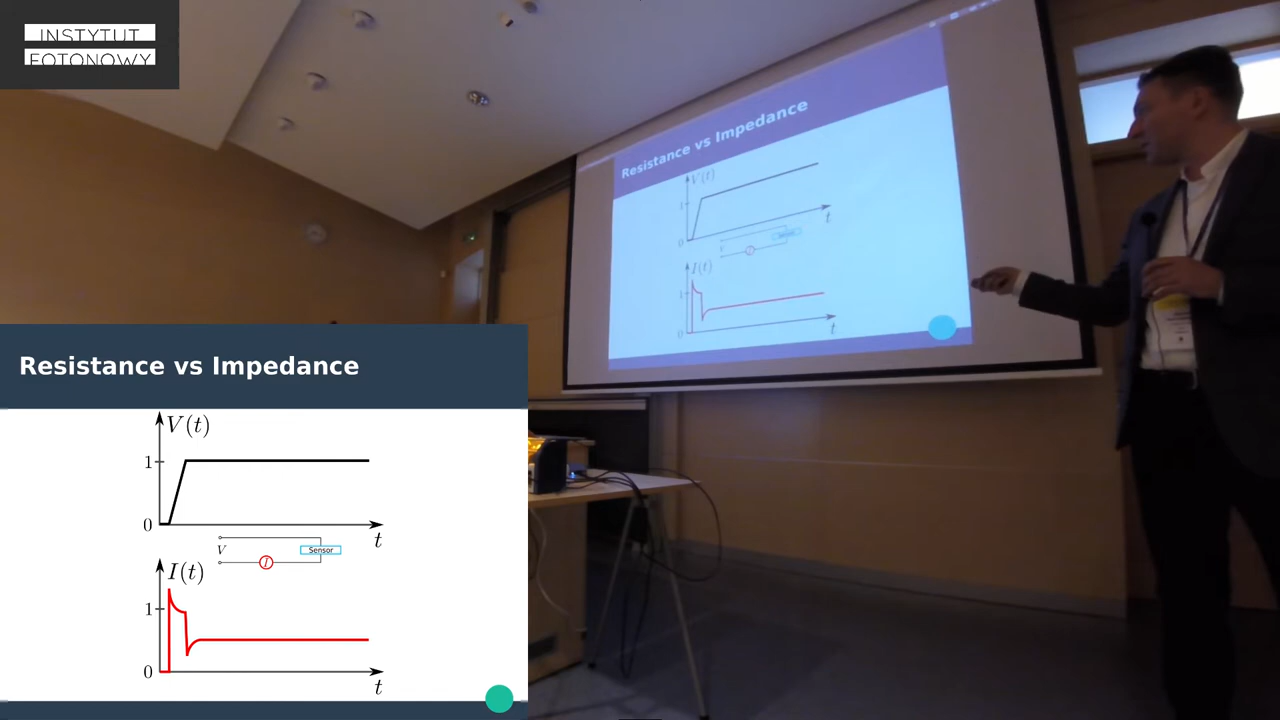 INSTYTUT
FOTONOWY
Resistance vs Impedance
V(t)
1
0
t
V
Sensor
I
I(t)
1
0
t
Resistance vs Impedance
V(t)
1
0
t
V
Sensor
I
I(t)
1
0
t